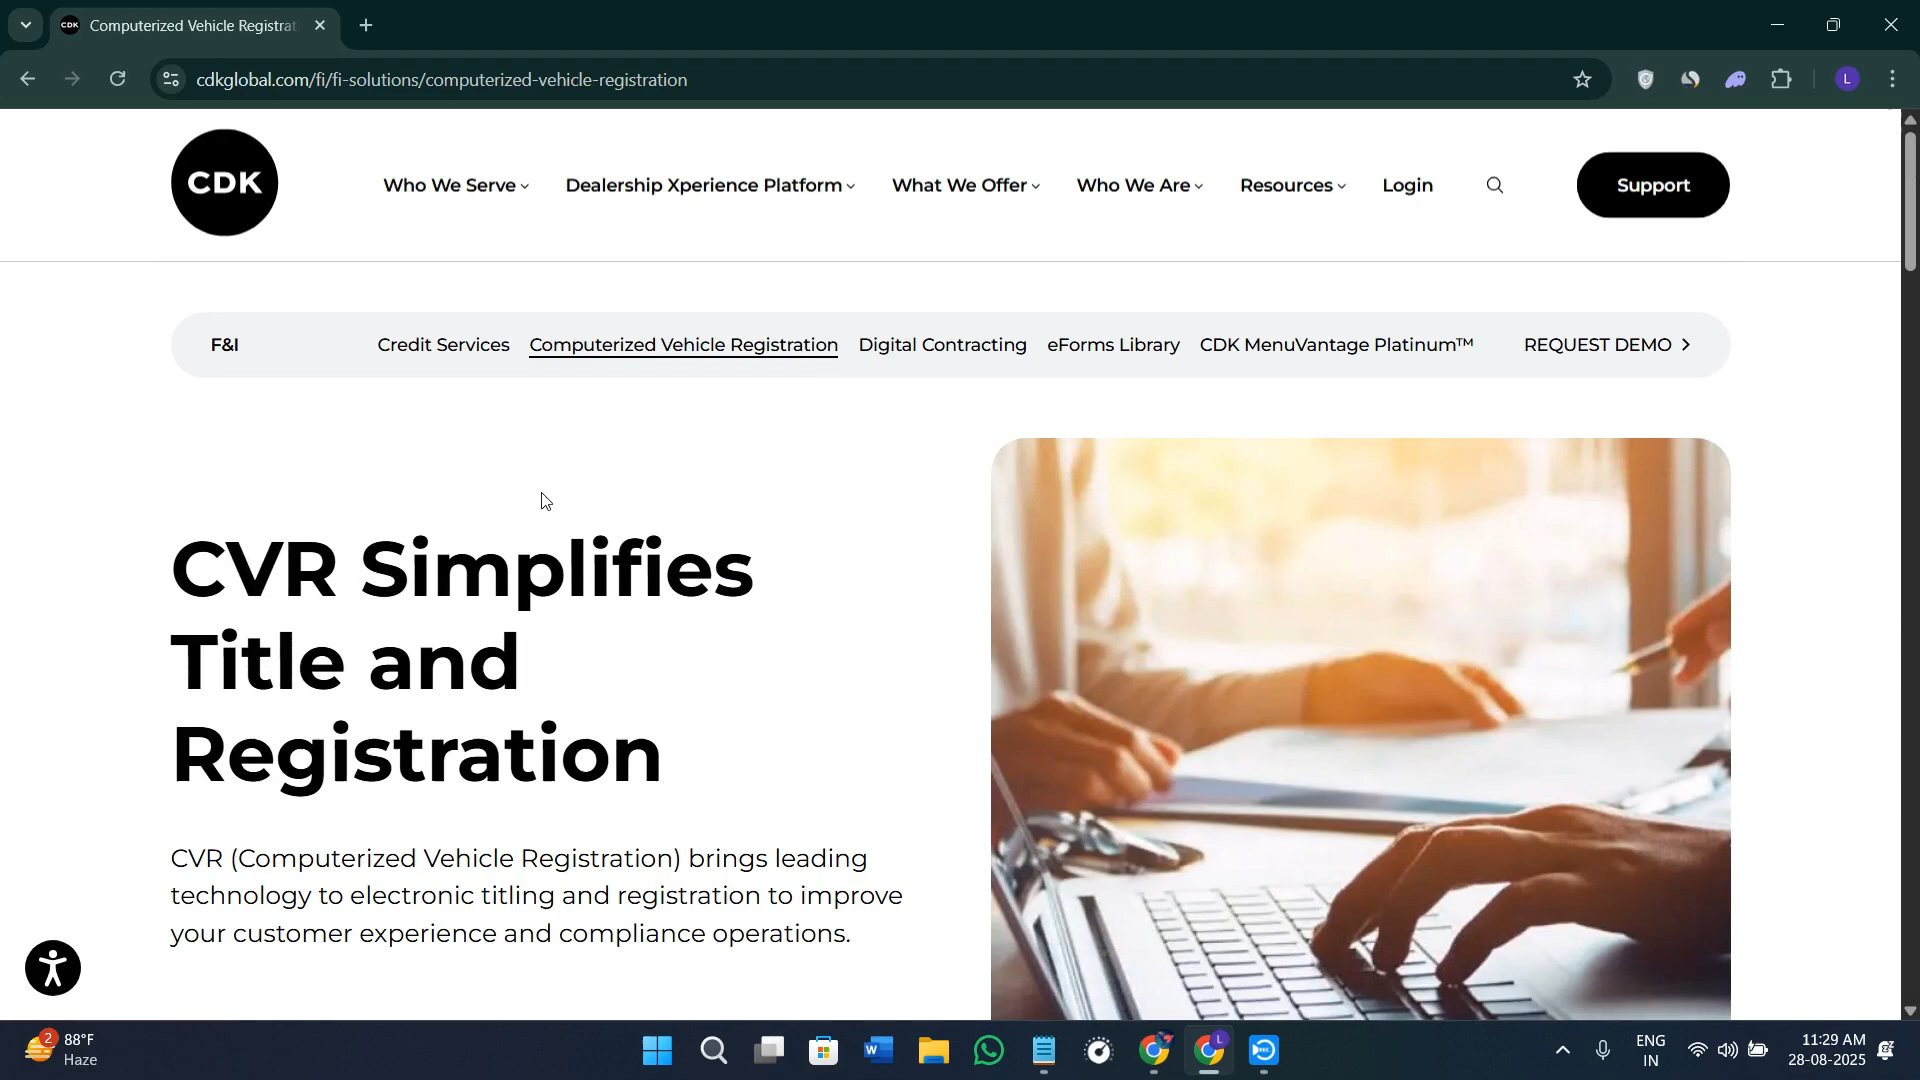 CDK
Computerized Vehicle Registrat
cdkglobal.com/fi/fi-solutions/computerized-vehicle-registration
L
CDK
Who We Serve
Dealership Xperience Platform
What We Offer
Who We Are
Resources
Login
Support
F&I
Credit Services
Computerized Vehicle Registration
Digital Contracting
eForms Library
CDK MenuVantage Platinum™
REQUEST DEMO
CVR Simplifies
Title and
Registration
CVR (Computerized Vehicle Registration) brings leading
technology to electronic titling and registration to improve
your customer experience and compliance operations.
2
88°F
Haze
W
L
REC
ENG
IN
11:29 AM
28-08-2025